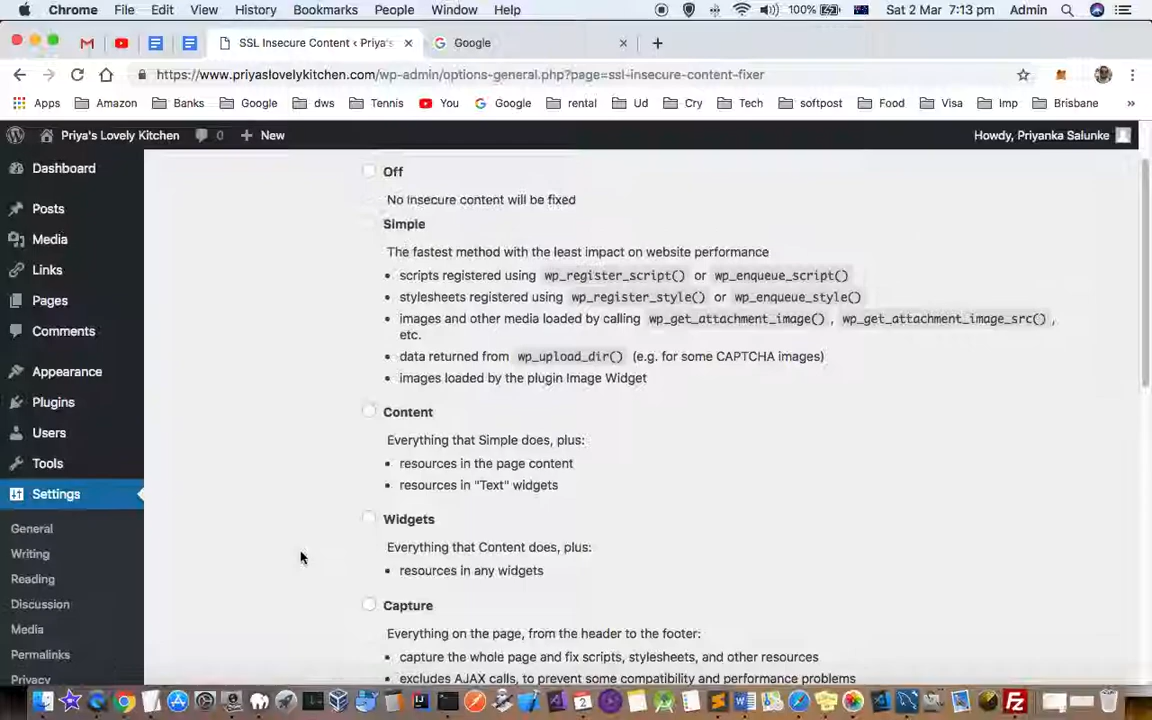 Chrome File Edit View History Bookmarks People Window Help 100% Sat 2 Mar 7:13 pm Admin
SSL Insecure Content ‹ Priya's Google
https://www.priyaslovelykitchen.com/wp-admin/options-general.php?page=ssl-insecure-content-fixer
Apps Amazon Banks Google dws Tennis You Google rental Ud Cry Tech softpost Food Visa Imp Brisbane »
Priya's Lovely Kitchen 0 + New Howdy, Priyanka Salunke
Dashboard
Posts
Media
Links
Pages
Comments
Appearance
Plugins
Users
Tools
Settings
General
Writing
Reading
Discussion
Media
Permalinks
Privacy
Off
No insecure content will be fixed
Simple
The fastest method with the least impact on website performance
• scripts registered using wp_register_script() or wp_enqueue_script()
• stylesheets registered using wp_register_style() or wp_enqueue_style()
• images and other media loaded by calling wp_get_attachment_image() , wp_get_attachment_image_src() ,
etc.
• data returned from wp_upload_dir() (e.g. for some CAPTCHA images)
• images loaded by the plugin Image Widget
Content
Everything that Simple does, plus:
• resources in the page content
• resources in "Text" widgets
Widgets
Everything that Content does, plus:
• resources in any widgets
Capture
Everything on the page, from the header to the footer:
• capture the whole page and fix scripts, stylesheets, and other resources
• excludes AJAX calls, to prevent some compatibility and performance problems